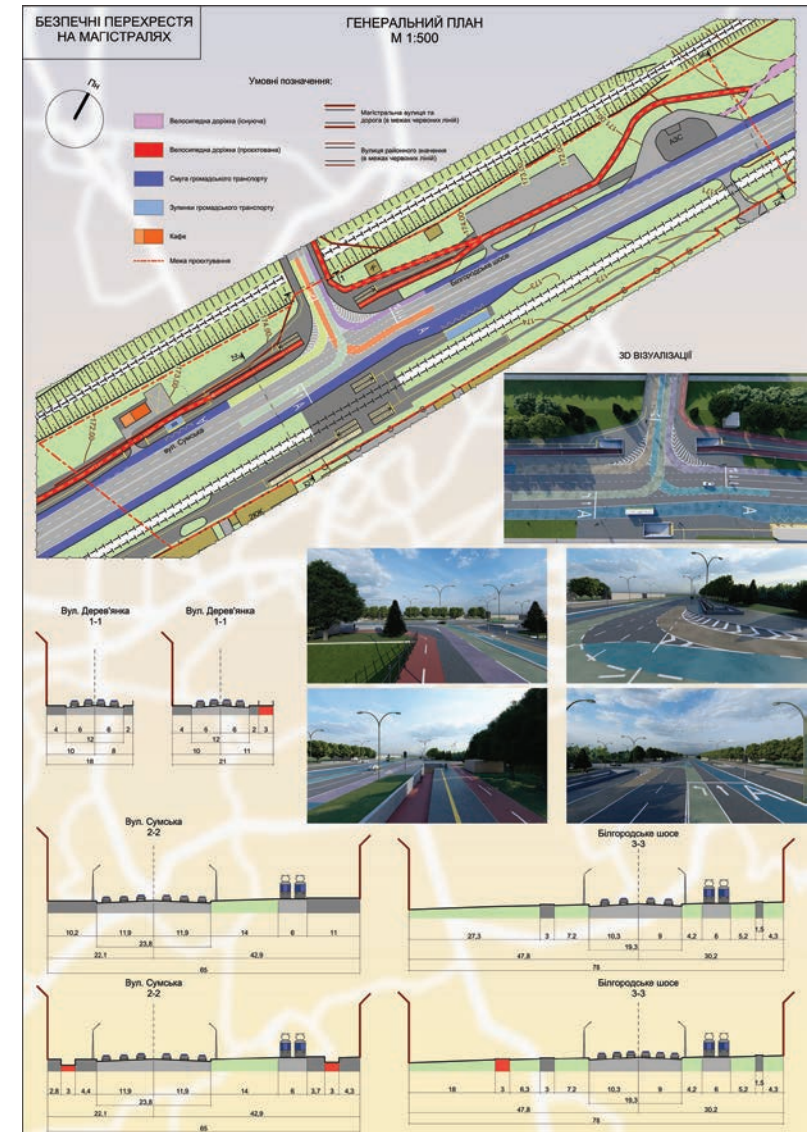 БЕЗПЕЧНІ ПЕРЕХРЕСТЯ
НА МАГІСТРАЛЯХ
ГЕНЕРАЛЬНИЙ ПЛАН
М 1:500
Пн
Умовні позначення:
Велосипедна доріжка (існуюча)
Велосипедна доріжка (проєктована)
Смуга громадського транспорту
Зупинки громадського транспорту
Кафе
Межа проєктування
Магістральна вулиця та
дорога (в межах червоних ліній)
Вулиця районного значення
(в межах червоних ліній)
АЗС
Білгородське шосе
вул. Сумська
174.00
173.00
172.00
3D ВІЗУАЛІЗАЦІЇ
Вул. Дерев'янка
1-1
4 6 6 2
12
10 8
18
Вул. Дерев'янка
1-1
4 6 6 2 3
12
10 11
21
Вул. Сумська
2-2
10,2 11,9 11,9 14 6 11
23,8
22,1 42,9
65
Білгородське шосе
3-3
27,3 3 7,2 10,3 9 4,2 6 5,2 1,5 4,3
19,3
47,8 30,2
78
Вул. Сумська
2-2
2,8 3 4,4 11,9 11,9 14 6 3,7 3 4,3
23,8
22,1 42,9
65
Білгородське шосе
3-3
18 3 6,3 3 7,2 10,3 9 4,2 6 5,2 1,5 4,3
19,3
47,8 30,2
78